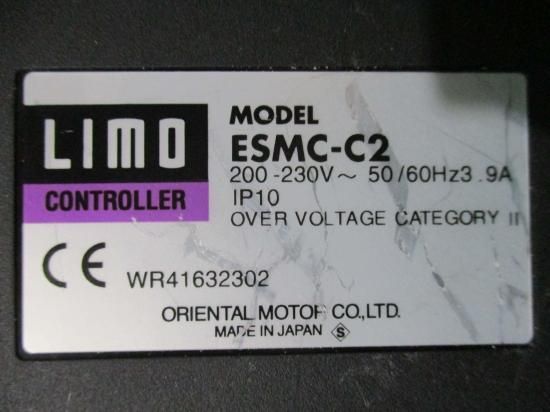 LIMO
CONTROLLER
MODEL
ESMC-C2
200-230V~ 50/60Hz3.9A
IP10
OVER VOLTAGE CATEGORY II
CE WR41632302
ORIENTAL MOTOR CO.,LTD.
MADE IN JAPAN S